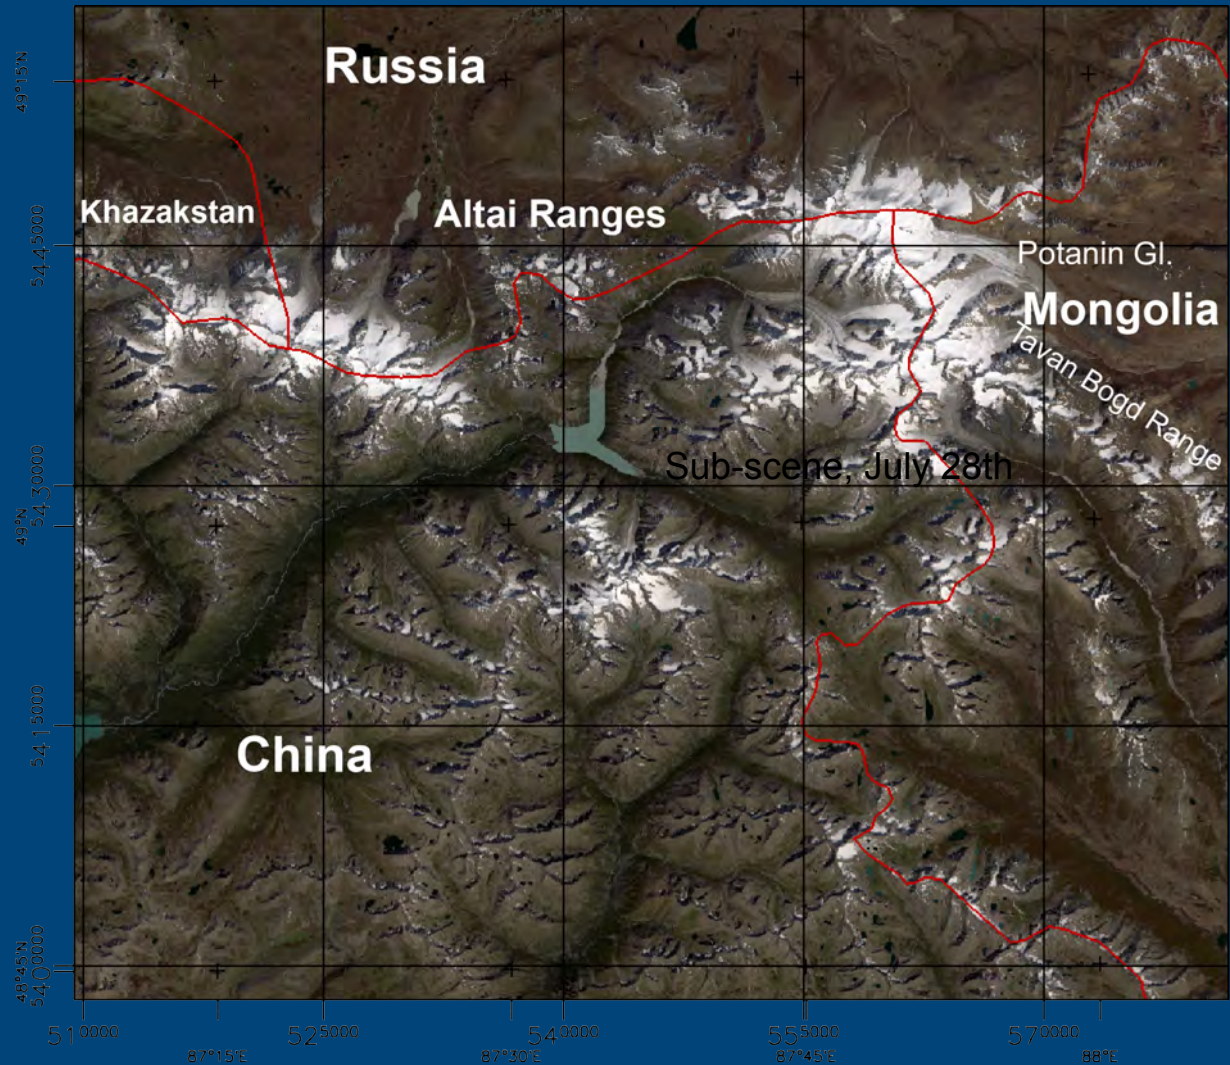 Russia
49°15'N
Khazakstan
Altai Ranges
5445000
Potanin Gl.
Mongolia
Tavan Bogd Range
Sub-scene, July 28th
5430000
49°N
5415000
China
5400000
48°45'N
510000 525000 540000 555000 570000
87°15'E 87°30'E 87°45'E 88°E